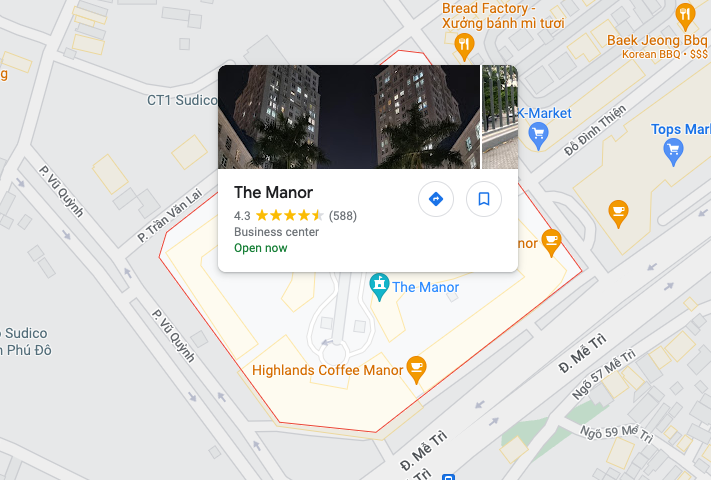 Bread Factory -
Xưởng bánh mì tươi
Baek Jeong Bbq
Korean BBQ • $$$
CT1 Sudico
K-Market
Đỗ Đình Thiện
Tops Mar
The Manor
4.3 (588)
Business center
Open now
P. Vũ Quỳnh
P. Trần Văn Lai
nor
The Manor
P. Vũ Quỳnh
Sudico
Phú Đô
Highlands Coffee Manor
Đ. Mễ Trì
Ngõ 57 Mễ Trì
Ngõ 59 Mễ Trì
Đ. Mễ Trì
Trì